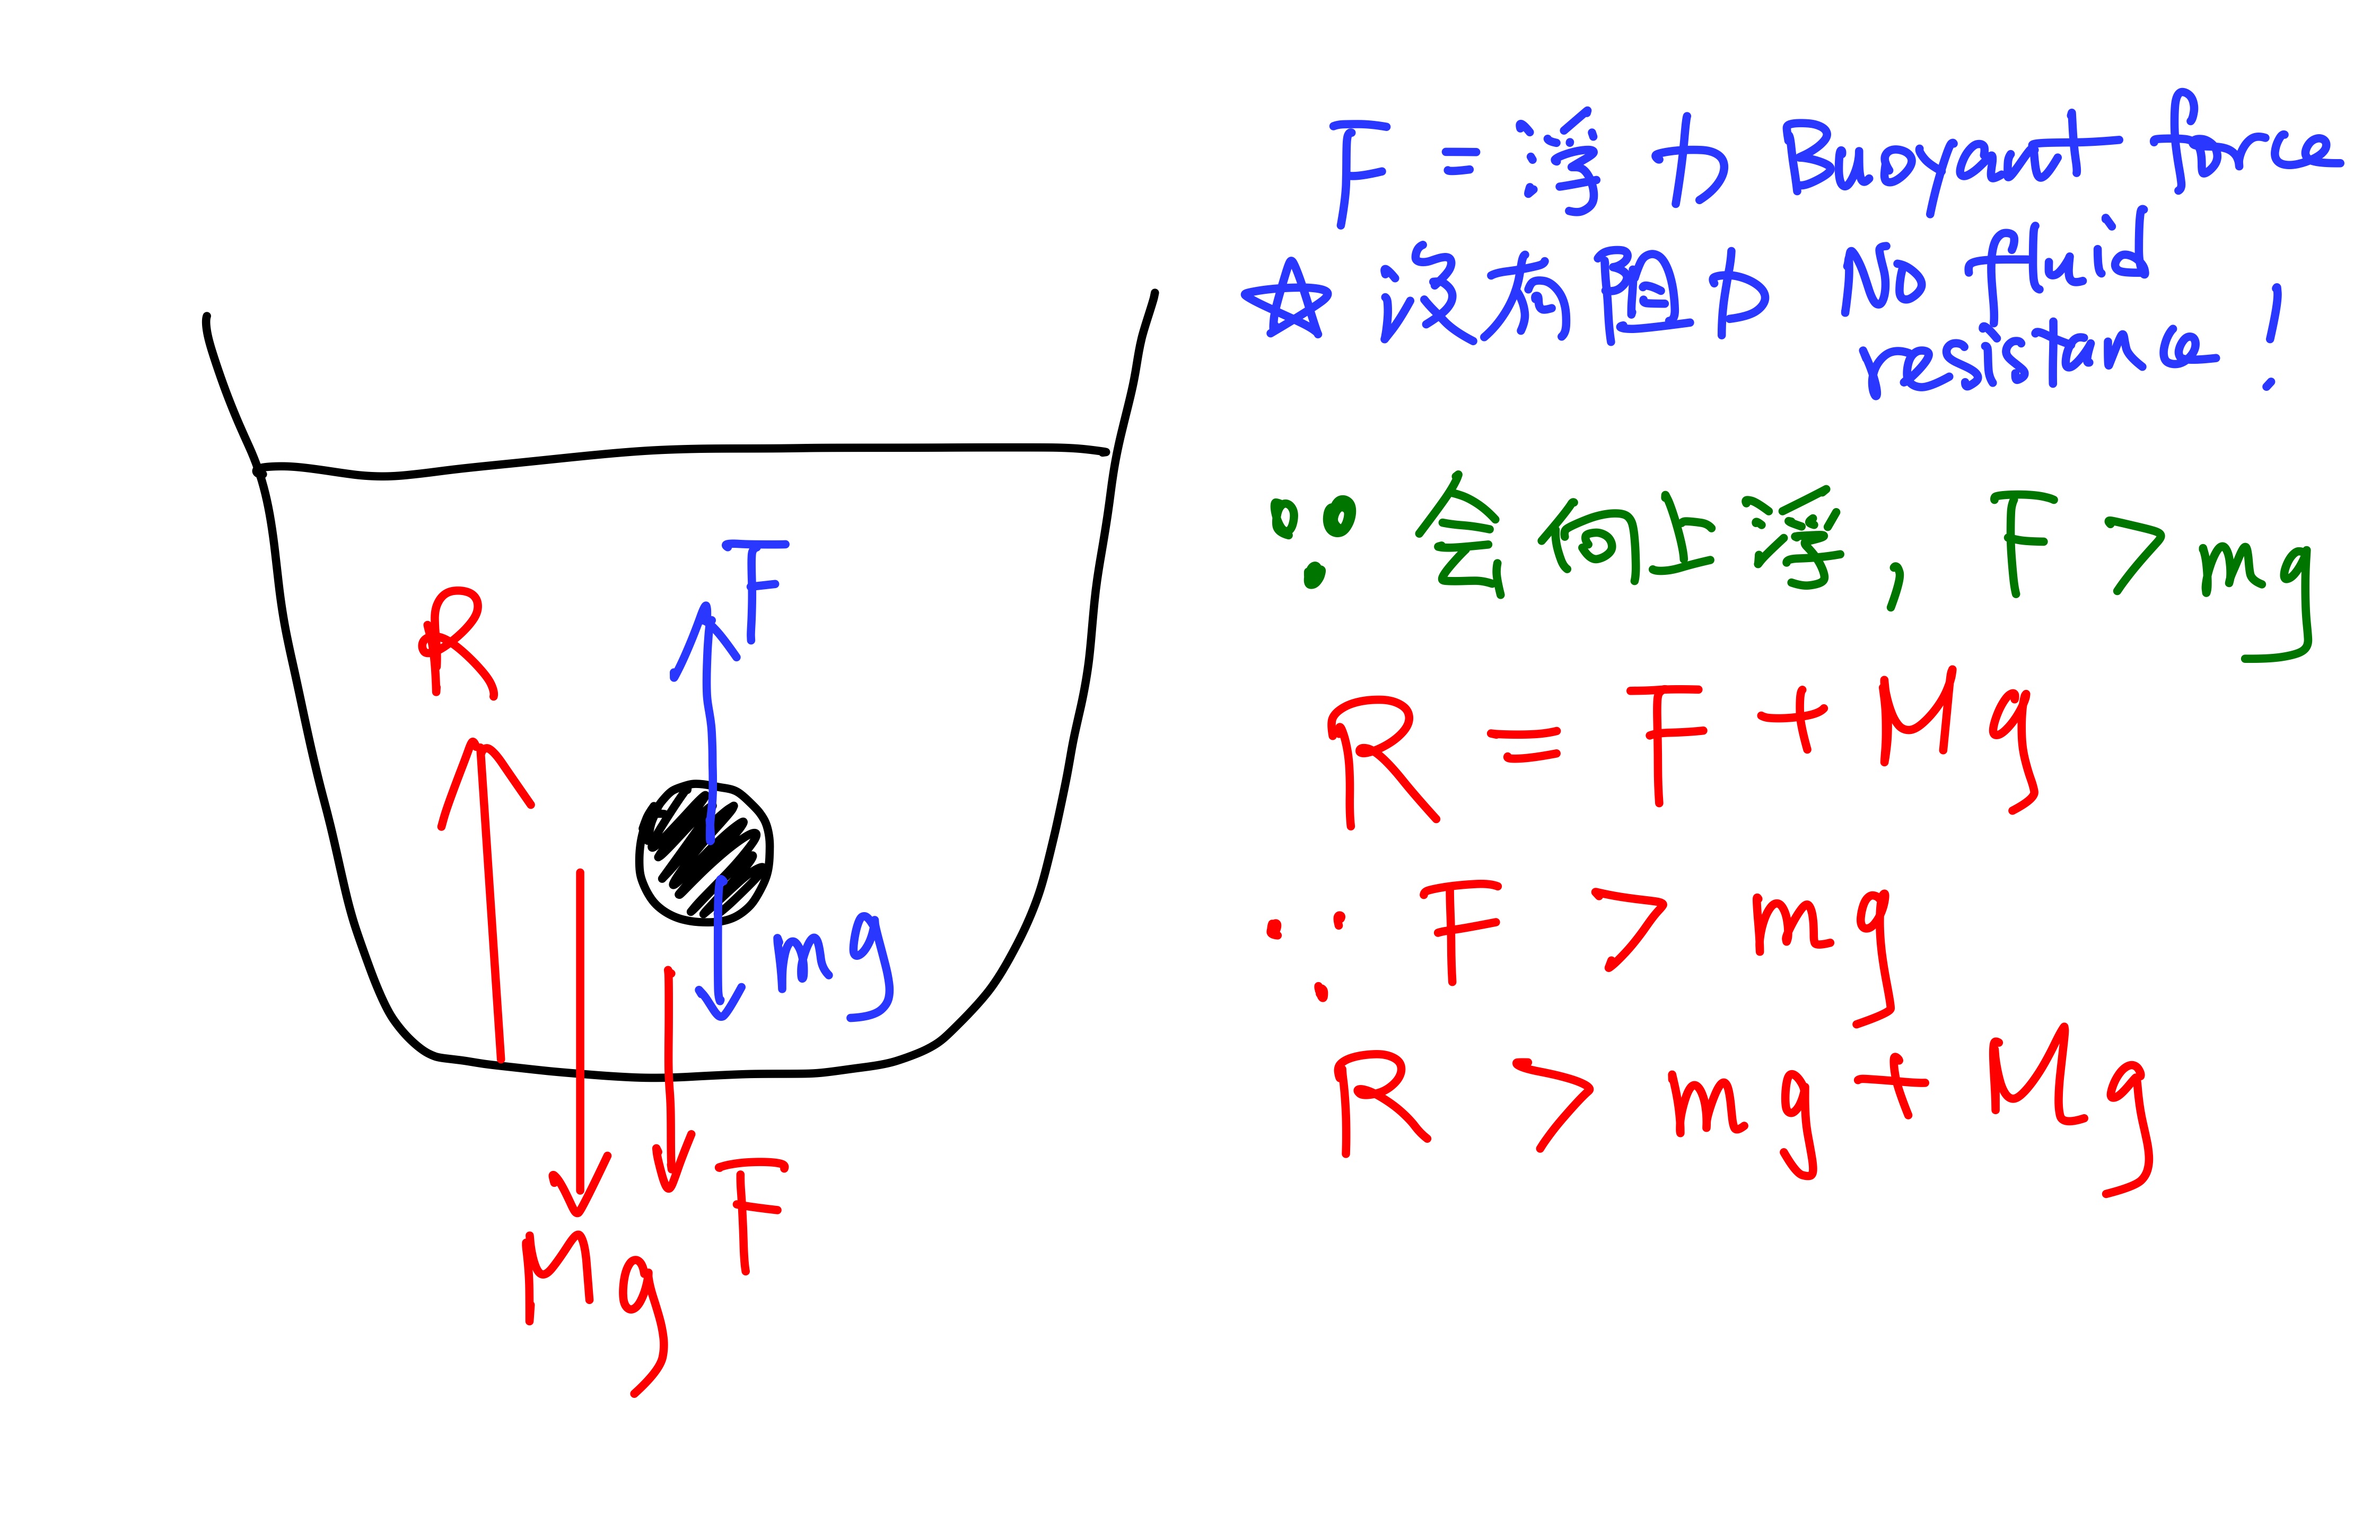 F = 浮力 Buoyant force
☆ 没有阻力 NO fluid
resistance !
∵ 会向上浮, F > mg
R = F + Mg
∵ F > mg
R > mg + Mg
F
R
mg
F
Mg